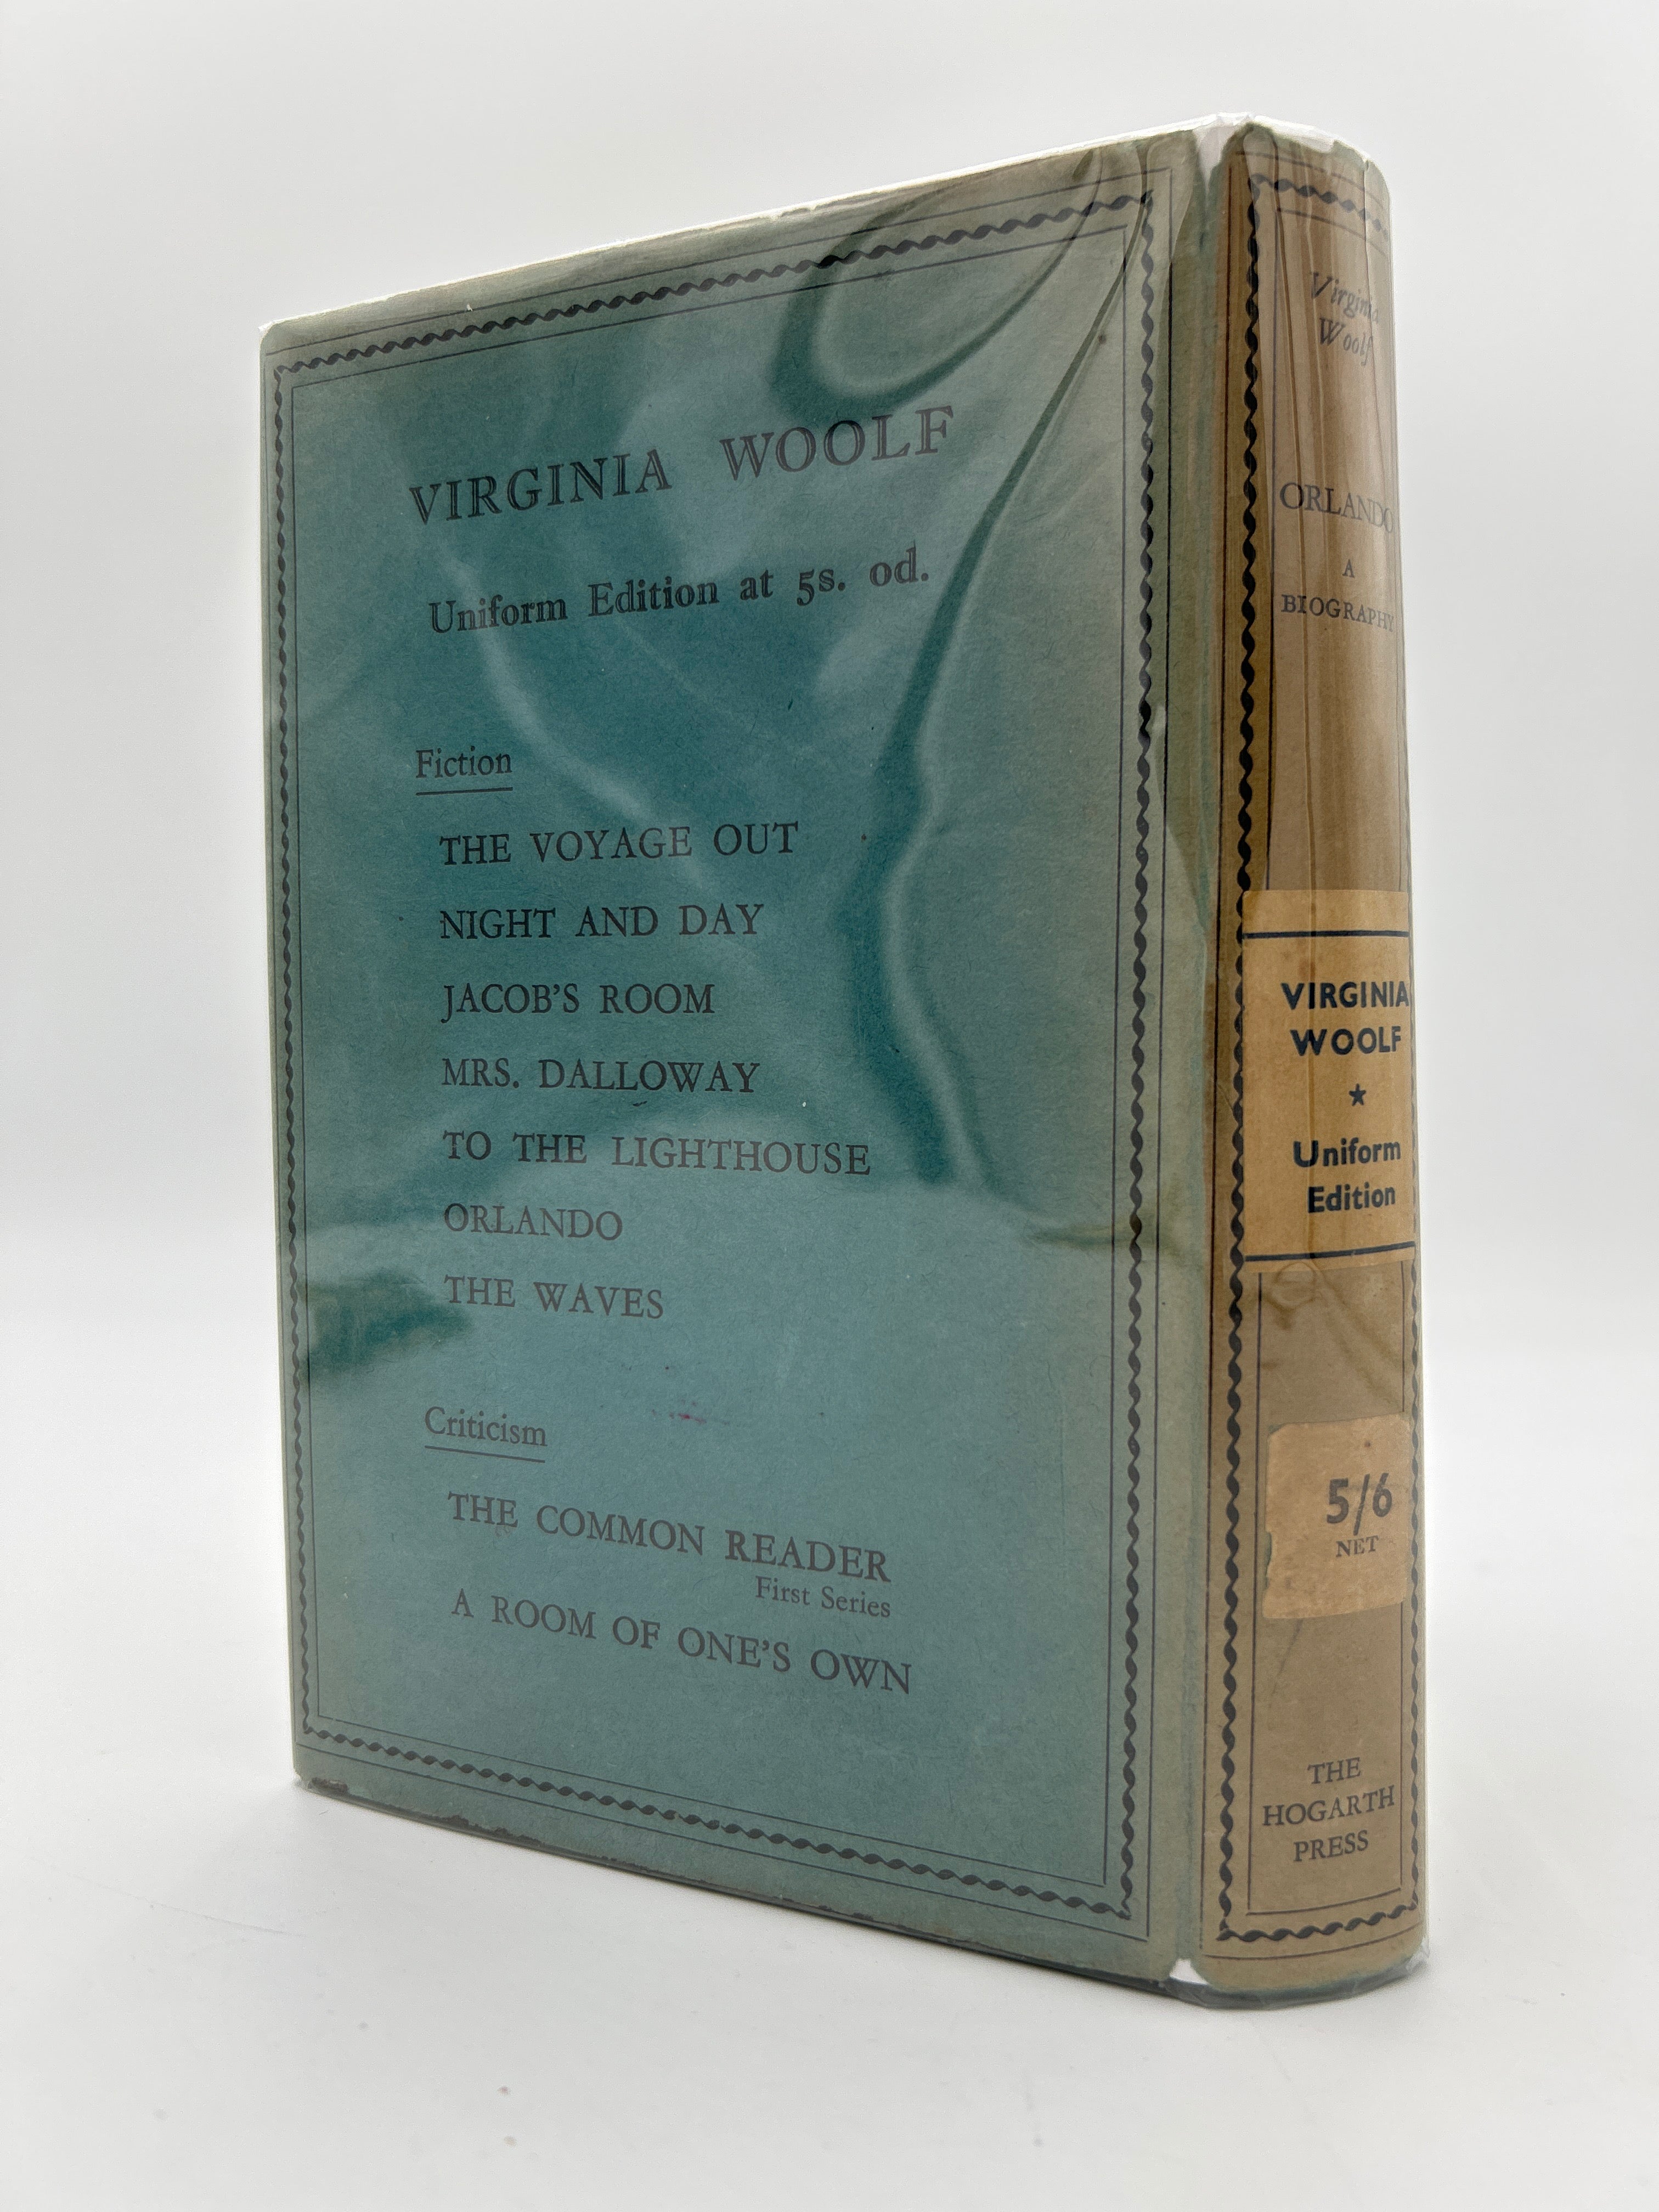 VIRGINIA WOOLF
Uniform Edition at 5s. od.
Fiction
THE VOYAGE OUT
NIGHT AND DAY
JACOB'S ROOM
MRS. DALLOWAY
TO THE LIGHTHOUSE
ORLANDO
THE WAVES
Criticism
THE COMMON READER
First Series
A ROOM OF ONE'S OWN
Virginia
Woolf
ORLANDO
A
BIOGRAPHY
VIRGINIA
WOOLF
★
Uniform
Edition
5/6
NET
THE
HOGARTH
PRESS